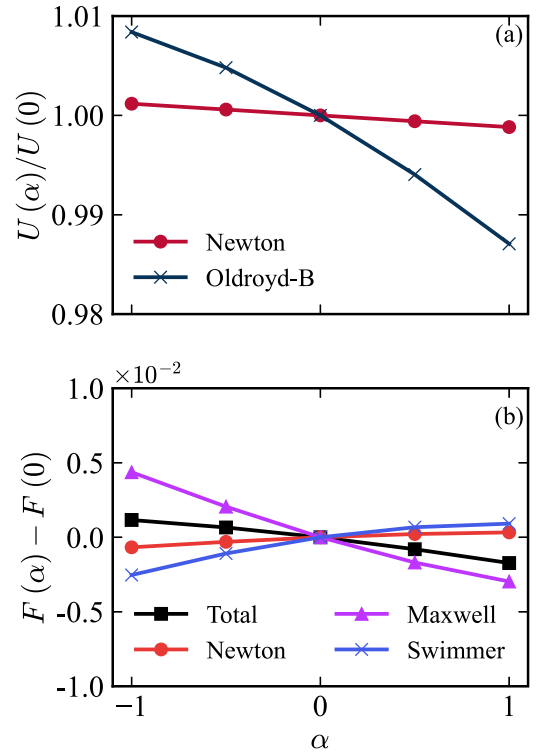 1.01
(a)
1.00
U(α)/U(0)
0.99
Newton
Oldroyd-B
0.98
×10⁻²
1.0
(b)
0.5
F(α) − F(0)
0.0
-0.5
Total
Maxwell
Newton
Swimmer
-1.0
−1 0 1
α